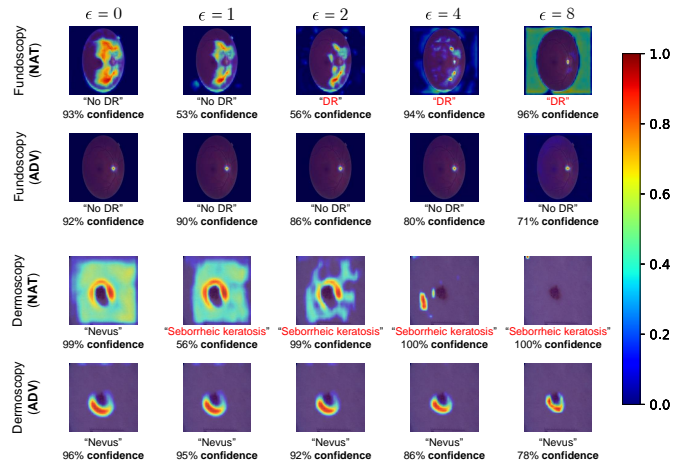 ϵ = 0 ϵ = 1 ϵ = 2 ϵ = 4 ϵ = 8
Fundoscopy
(NAT)
"No DR" "No DR" "DR" "DR" "DR"
93% confidence 53% confidence 56% confidence 94% confidence 96% confidence
Fundoscopy
(ADV)
"No DR" "No DR" "No DR" "No DR" "No DR"
92% confidence 90% confidence 86% confidence 80% confidence 71% confidence
Dermoscopy
(NAT)
"Nevus" "Seborrheic keratosis" "Seborrheic keratosis" "Seborrheic keratosis" "Seborrheic keratosis"
99% confidence 56% confidence 99% confidence 100% confidence 100% confidence
Dermoscopy
(ADV)
"Nevus" "Nevus" "Nevus" "Nevus" "Nevus"
96% confidence 95% confidence 92% confidence 86% confidence 78% confidence
1.0
0.8
0.6
0.4
0.2
0.0